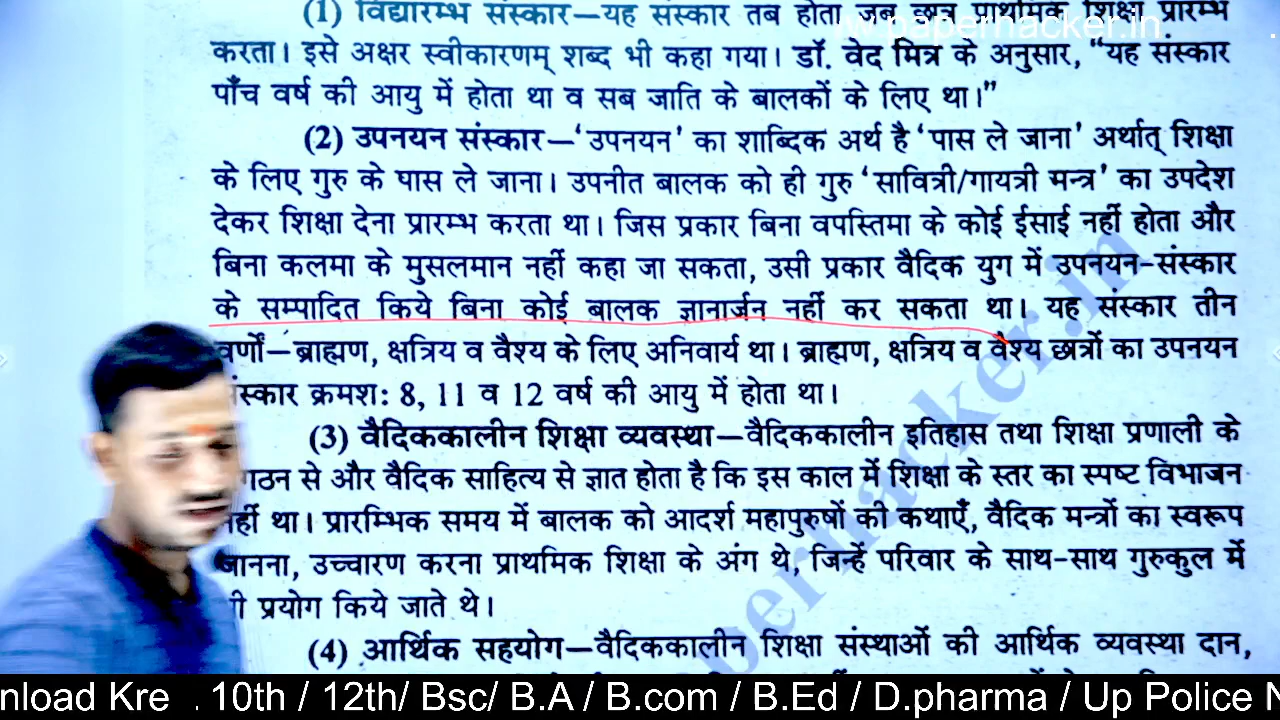 (1) विद्यारम्भ संस्कार—यह संस्कार तब होता जब छात्र प्राथमिक शिक्षा प्रारम्भ
w.paperhacker.in
करता। इसे अक्षर स्वीकारणम् शब्द भी कहा गया। डॉ. वेद मित्र के अनुसार, “यह संस्कार
पाँच वर्ष की आयु में होता था व सब जाति के बालकों के लिए था।”
(2) उपनयन संस्कार—‘उपनयन’ का शाब्दिक अर्थ है ‘पास ले जाना’ अर्थात् शिक्षा
के लिए गुरु के पास ले जाना। उपनीत बालक को ही गुरु ‘सावित्री/गायत्री मन्त्र’ का उपदेश
देकर शिक्षा देना प्रारम्भ करता था। जिस प्रकार बिना वपस्तिमा के कोई ईसाई नहीं होता और
बिना कलमा के मुसलमान नहीं कहा जा सकता, उसी प्रकार वैदिक युग में उपनयन-संस्कार
के सम्पादित किये बिना कोई बालक ज्ञानार्जन नहीं कर सकता था। यह संस्कार तीन
वर्णों—ब्राह्मण, क्षत्रिय व वैश्य के लिए अनिवार्य था। ब्राह्मण, क्षत्रिय व वैश्य छात्रों का उपनयन
संस्कार क्रमश: 8, 11 व 12 वर्ष की आयु में होता था।
(3) वैदिककालीन शिक्षा व्यवस्था—वैदिककालीन इतिहास तथा शिक्षा प्रणाली के
गठन से और वैदिक साहित्य से ज्ञात होता है कि इस काल में शिक्षा के स्तर का स्पष्ट विभाजन
नहीं था। प्रारम्भिक समय में बालक को आदर्श महापुरुषों की कथाएँ, वैदिक मन्त्रों का स्वरूप
जानना, उच्चारण करना प्राथमिक शिक्षा के अंग थे, जिन्हें परिवार के साथ-साथ गुरुकुल में
प्रयोग किये जाते थे।
(4) आर्थिक सहयोग—वैदिककालीन शिक्षा संस्थाओं की आर्थिक व्यवस्था दान,
nload Kre . 10th / 12th/ Bsc/ B.A / B.com / B.Ed / D.pharma / Up Police N